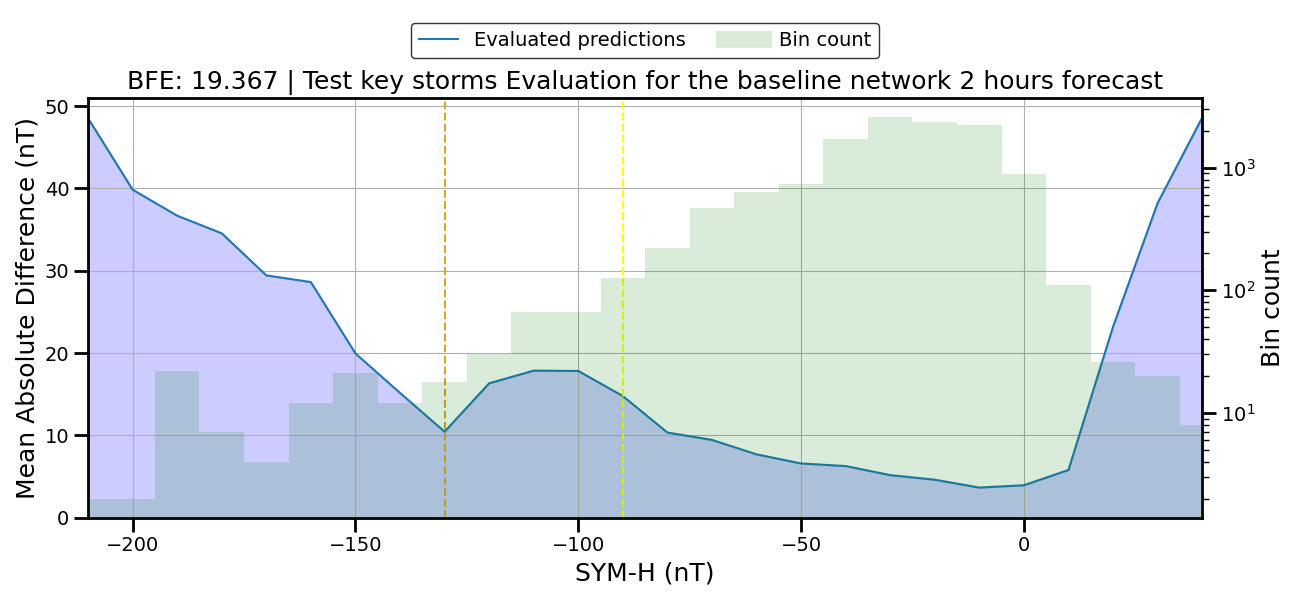 Evaluated predictions
Bin count
BFE: 19.367 | Test key storms Evaluation for the baseline network 2 hours forecast
Mean Absolute Difference (nT)
50
40
30
20
10
0
10³
10²
10¹
Bin count
−200
−150
−100
−50
0
SYM-H (nT)